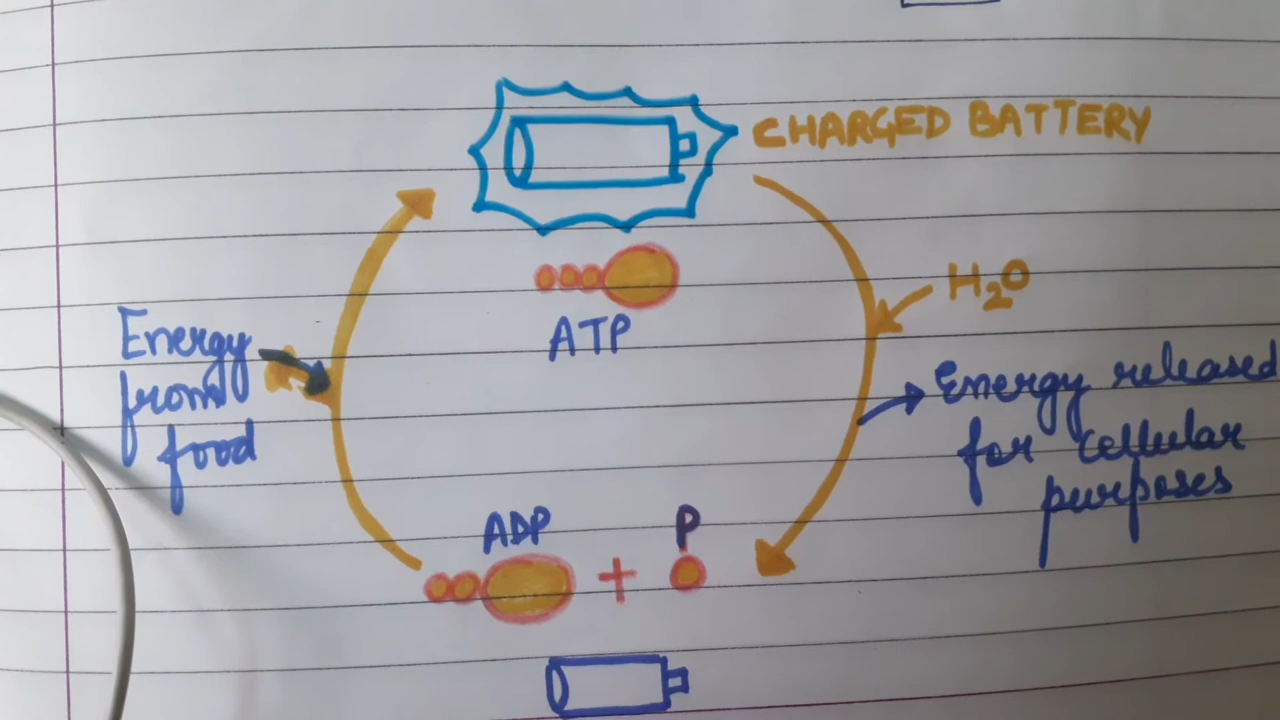 CHARGED BATTERY
H₂O
ATP
Energy
from
food
Energy released
for cellular
purposes
ADP
P
+